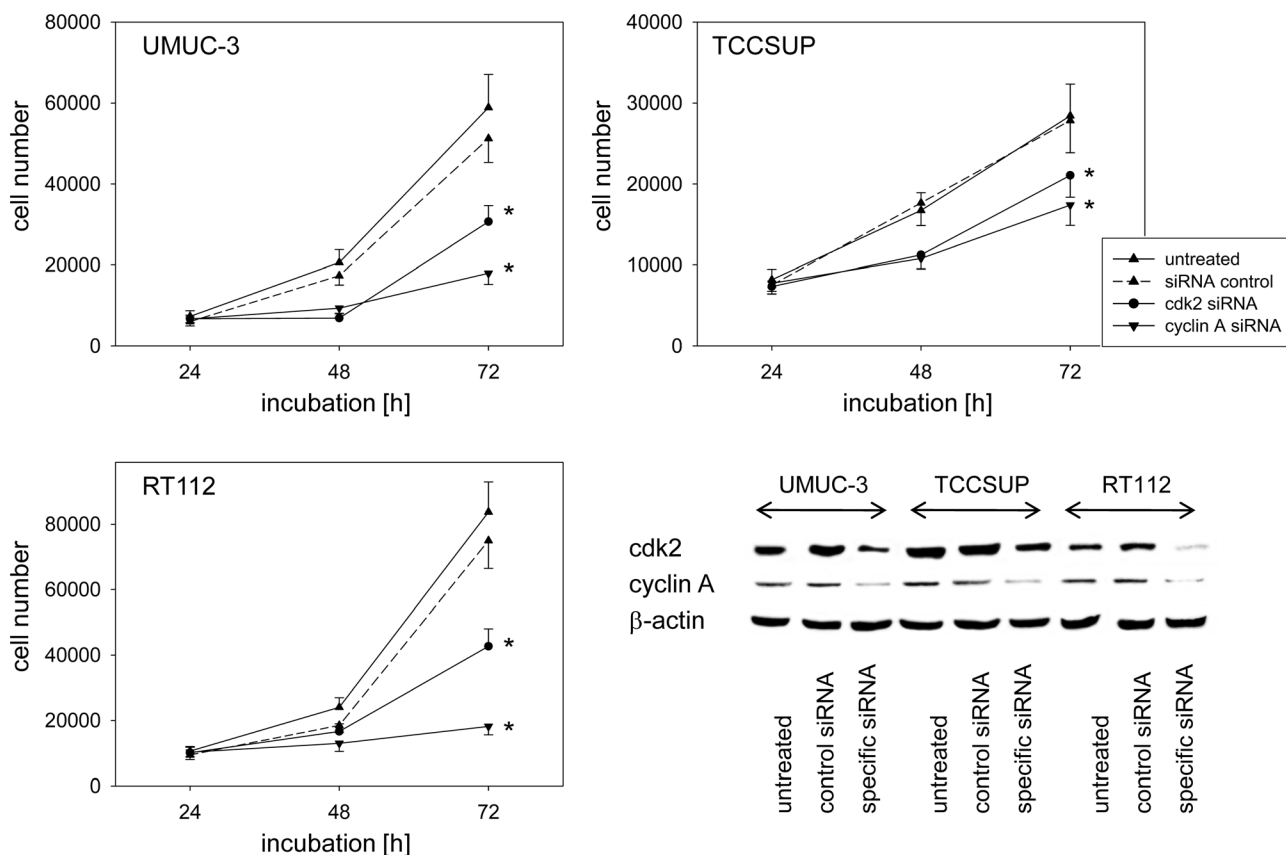 UMUC-3
cell number
80000
60000
40000
20000
0
24 48 72
incubation [h]
*
*
TCCSUP
cell number
40000
30000
20000
10000
0
24 48 72
incubation [h]
*
*
untreated
siRNA control
cdk2 siRNA
cyclin A siRNA
RT112
cell number
80000
60000
40000
20000
0
24 48 72
incubation [h]
*
*
UMUC-3 TCCSUP RT112
cdk2
cyclin A
β-actin
untreated
control siRNA
specific siRNA
untreated
control siRNA
specific siRNA
untreated
control siRNA
specific siRNA